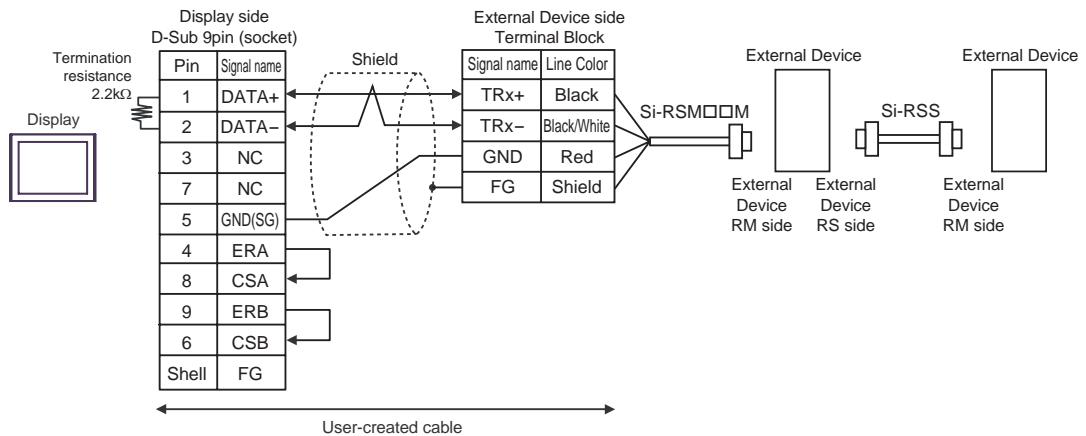 Display side
D-Sub 9pin (socket)
External Device side
Terminal Block
Termination
resistance
2.2kΩ
Display
Shield
Pin Signal name
1 DATA+
2 DATA−
3 NC
7 NC
5 GND(SG)
4 ERA
8 CSA
9 ERB
6 CSB
Shell FG
Signal name Line Color
TRx+ Black
TRx− Black/White
GND Red
FG Shield
Si-RSM□□M
External Device
Si-RSS
External Device
External
Device
RM side
External
Device
RS side
External
Device
RM side
User-created cable